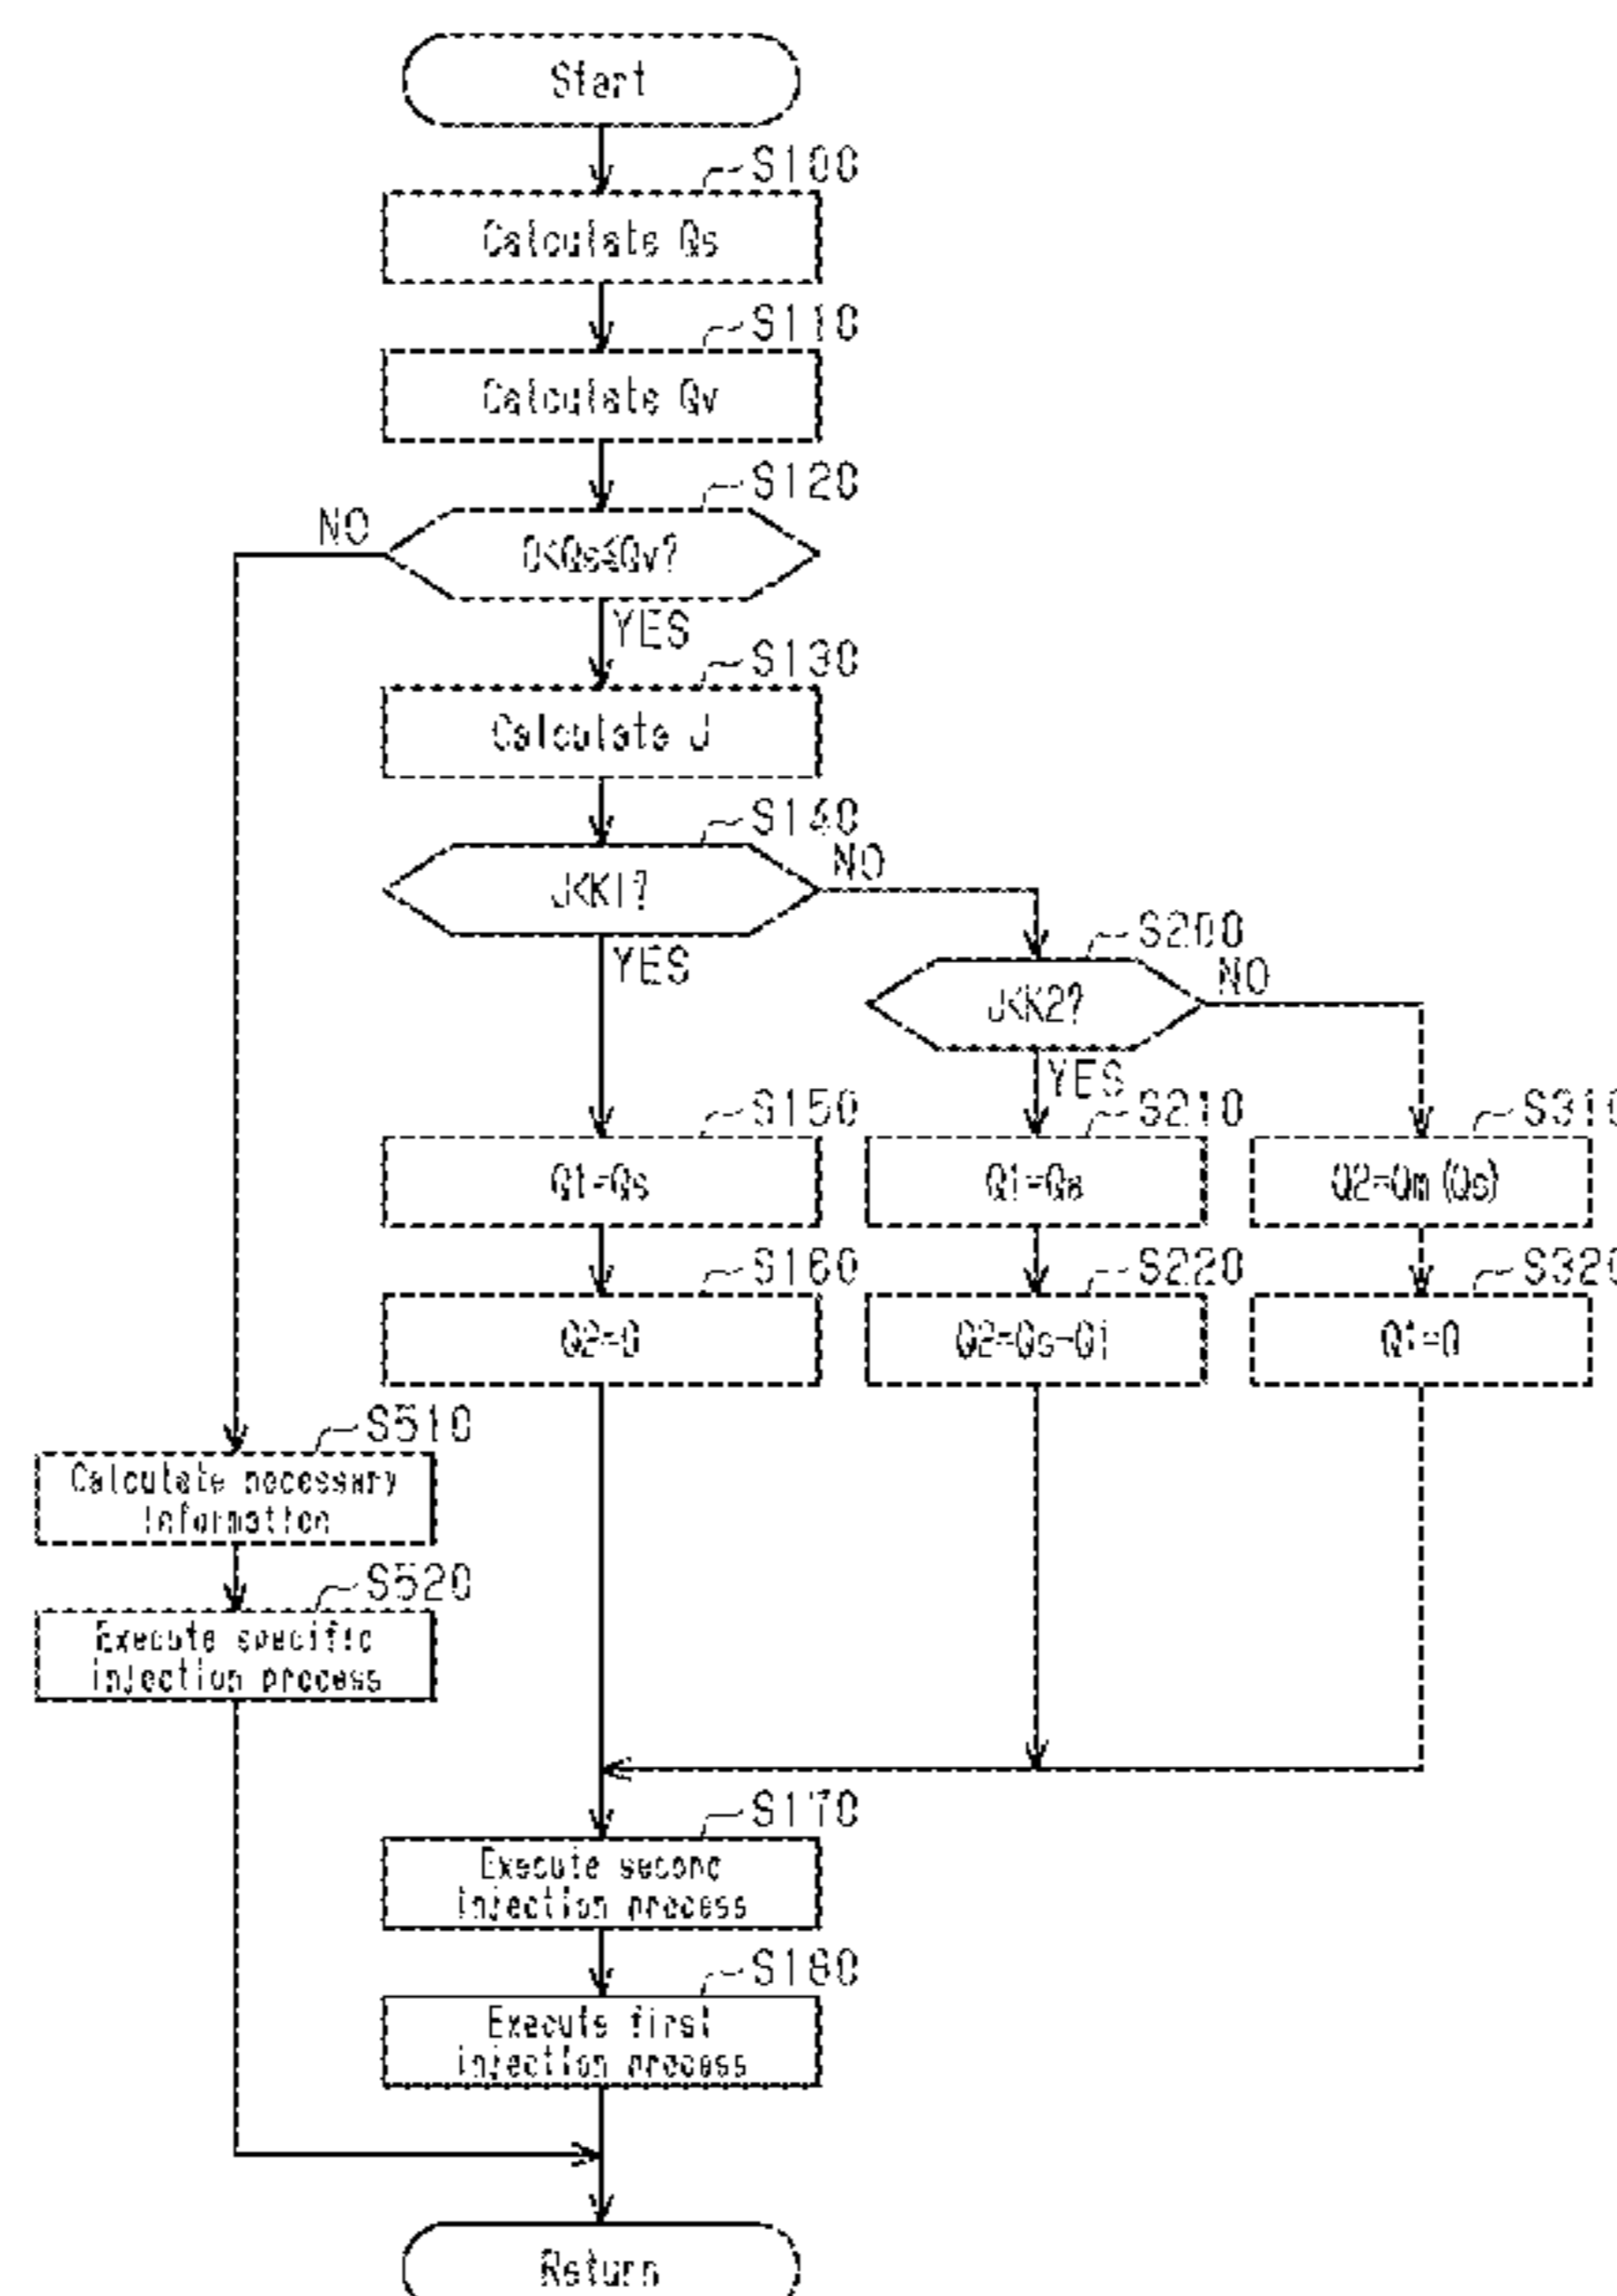 Start
S100
Calculate Qs
S110
Calculate Qv
S120
0<Qs≤Qv?
NO
YES
S130
Calculate J
S140
J<K1?
NO
YES
S200
J<K2?
NO
YES
S150
Q1=Qs
S210
Q1=Qa
S310
Q2=Qm(Qs)
S160
Q2=0
S220
Q2=Qs-Q1
S320
Q1=0
S510
Calculate necessary
information
S520
Execute specific
injection process
S170
Execute second
injection process
S180
Execute first
injection process
Return